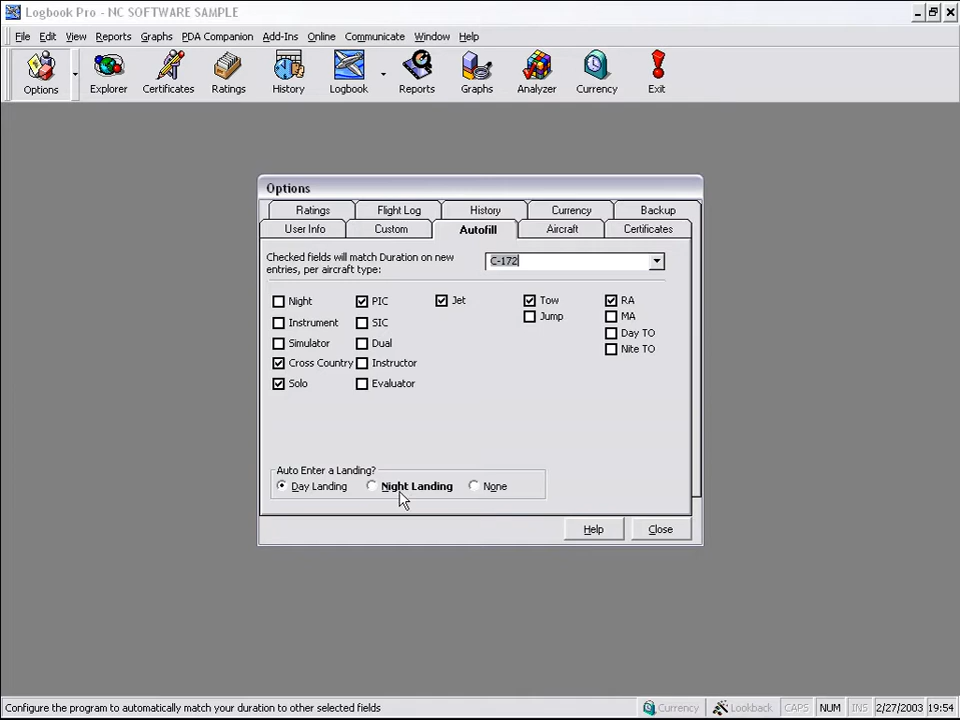 Logbook Pro - NC SOFTWARE SAMPLE
File Edit View Reports Graphs PDA Companion Add-Ins Online Communicate Window Help
Options Explorer Certificates Ratings History Logbook Reports Graphs Analyzer Currency Exit
Options
Ratings Flight Log History Currency Backup
User Info Custom Autofill Aircraft Certificates
Checked fields will match Duration on new
entries, per aircraft type:
C-172
Night PIC Jet Tow RA
Instrument SIC Jump MA
Simulator Dual Day TO
Cross Country Instructor Nite TO
Solo Evaluator
Auto Enter a Landing?
Day Landing Night Landing None
Help Close
Configure the program to automatically match your duration to other selected fields Currency Lookback CAPS NUM INS 2/27/2003 19:54